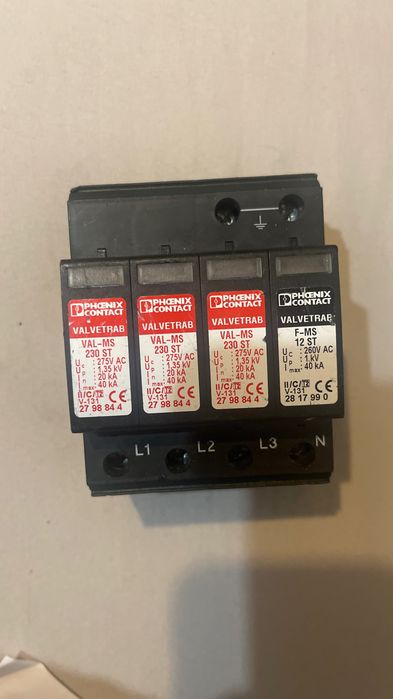 PHOENIX
CONTACT
VALVETRAB
VAL-MS
230 ST
UC : 275V AC
UP : 1,35 kV
In : 20 kA
Imax: 40 kA
II/C/T2 CE
V-131
27 98 84 4
PHOENIX
CONTACT
VALVETRAB
VAL-MS
230 ST
UC : 275V AC
UP : 1,35 kV
In : 20 kA
Imax: 40 kA
II/C/T2 CE
V-131
27 98 84 4
PHOENIX
CONTACT
VALVETRAB
VAL-MS
230 ST
UC : 275V AC
UP : 1,35 kV
In : 20 kA
Imax: 40 kA
II/C/T2 CE
V-131
27 98 84 4
PHOENIX
CONTACT
VALVETRAB
F-MS
12 ST
UC : 260V AC
UP : 1 kV
Imax: 40 kA
II/C/T2 CE
V-131
28 17 99 0
L1 L2 L3 N